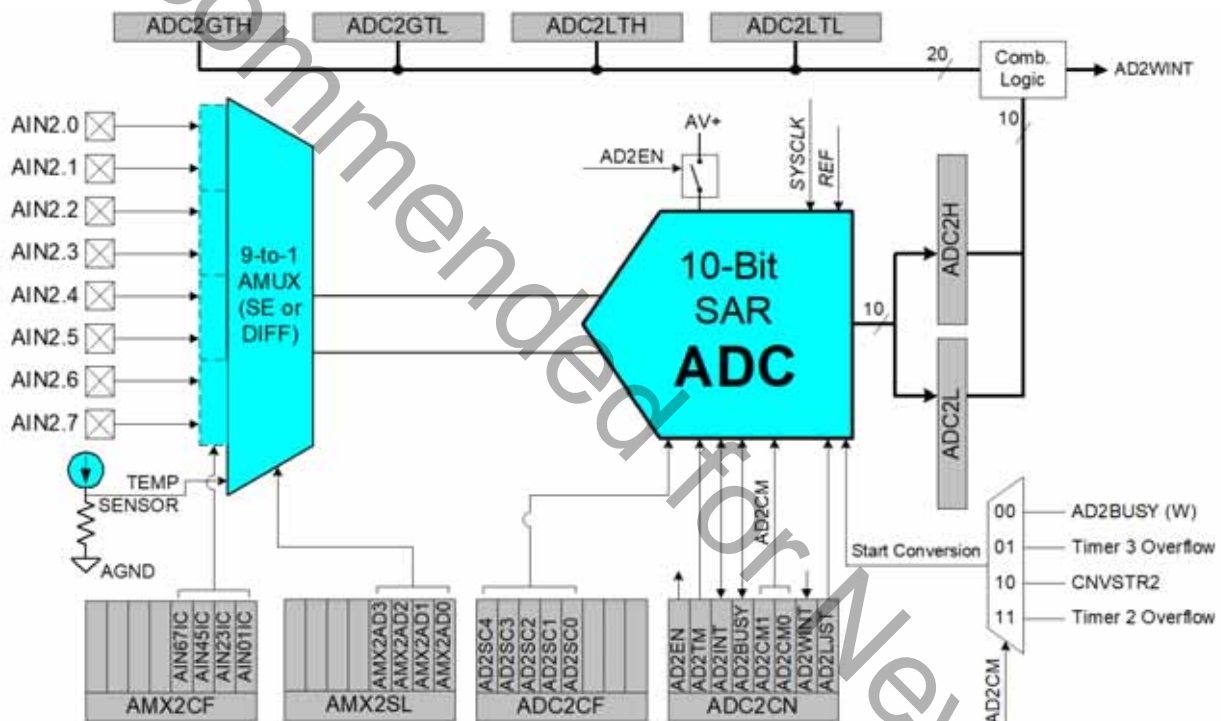 ADC2GTH
ADC2GTL
ADC2LTH
ADC2LTL
20
Comb.
Logic
AD2WINT
10
AIN2.0
AIN2.1
AIN2.2
AIN2.3
AIN2.4
AIN2.5
AIN2.6
AIN2.7
9-to-1
AMUX
(SE or
DIFF)
AV+
AD2EN
SYSCLK
REF
10-Bit
SAR
ADC
10
ADC2H
ADC2L
TEMP
SENSOR
AGND
AD2CM
Start Conversion
00
AD2BUSY (W)
01
Timer 3 Overflow
10
CNVSTR2
11
Timer 2 Overflow
AD2CM
AIN67IC
AIN45IC
AIN23IC
AIN01IC
AMX2CF
AMX2AD3
AMX2AD2
AMX2AD1
AMX2AD0
AMX2SL
AD2SC4
AD2SC3
AD2SC2
AD2SC1
AD2SC0
ADC2CF
AD2EN
AD2TM
AD2INT
AD2BUSY
AD2CM1
AD2CM0
AD2WINT
AD2LJST
ADC2CN
commended for New